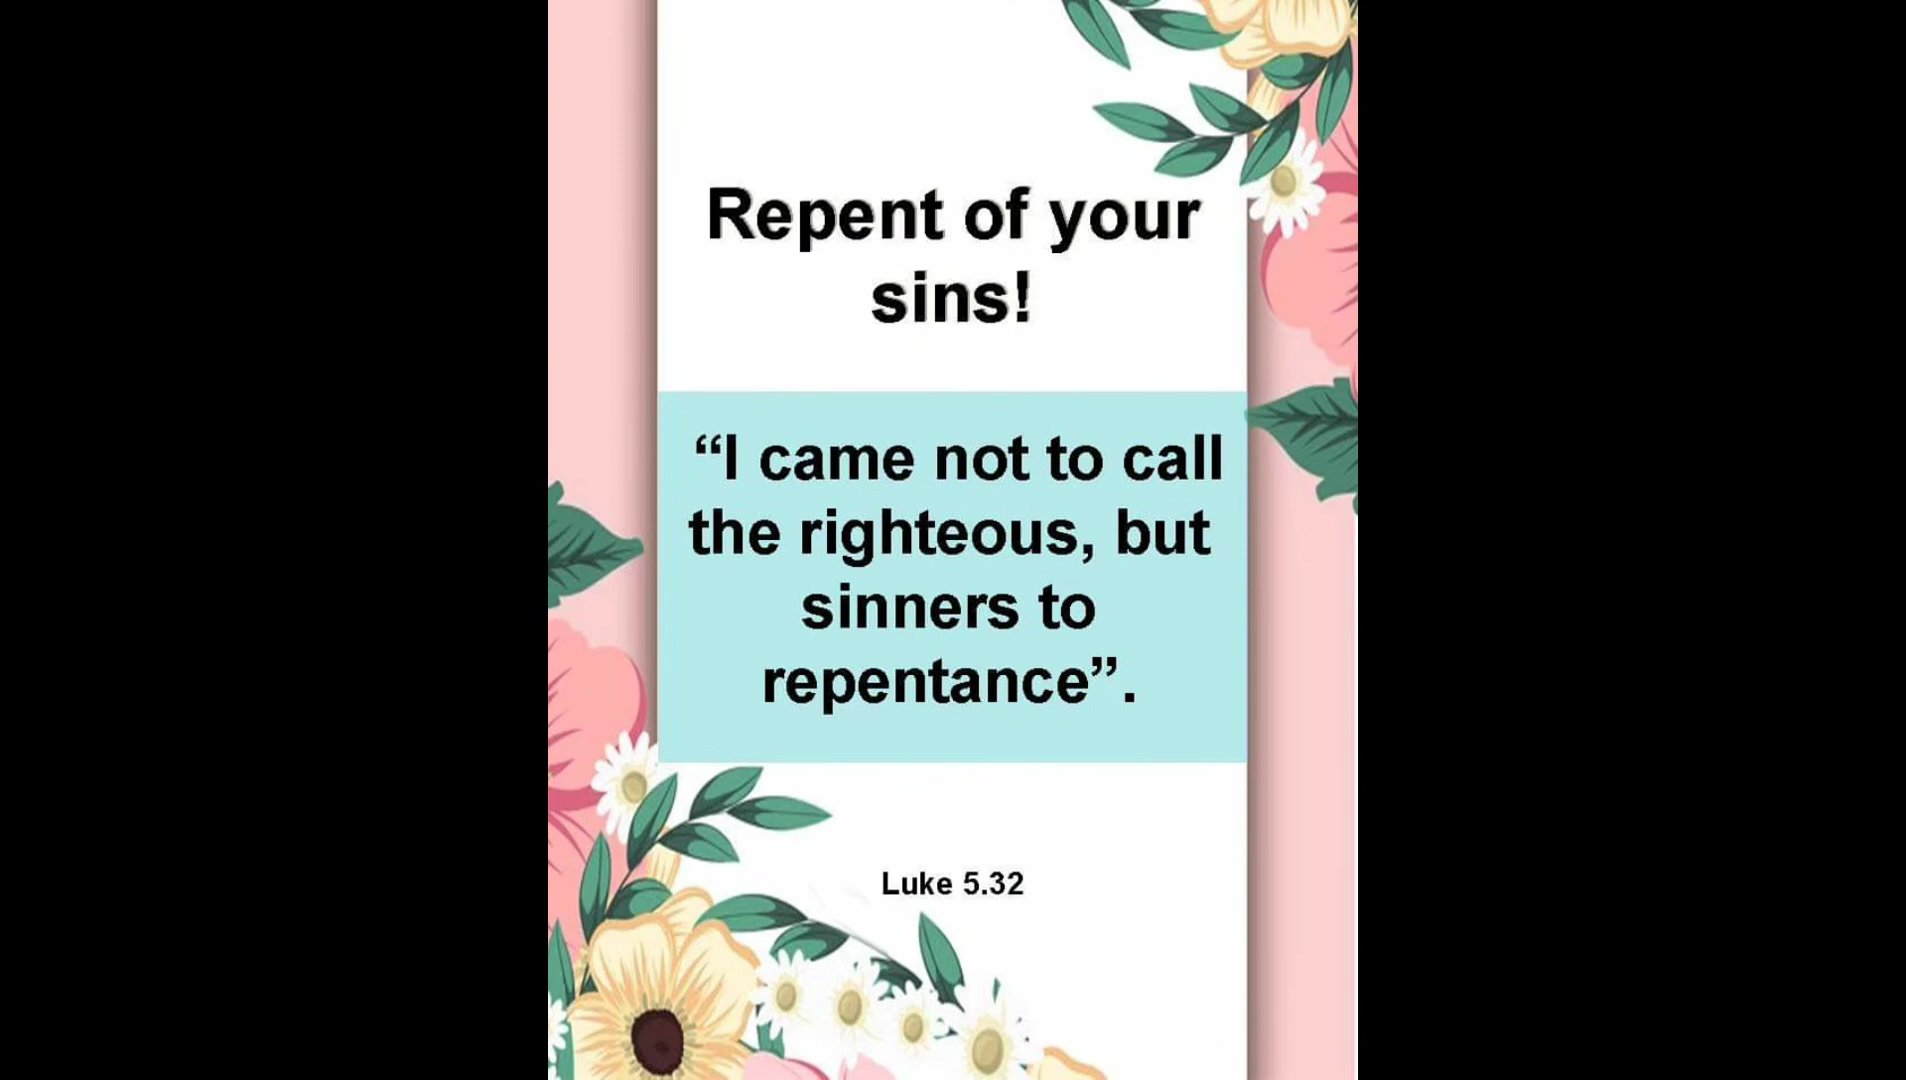 Repent of your
sins!
“I came not to call
the righteous, but
sinners to
repentance”.
Luke 5.32